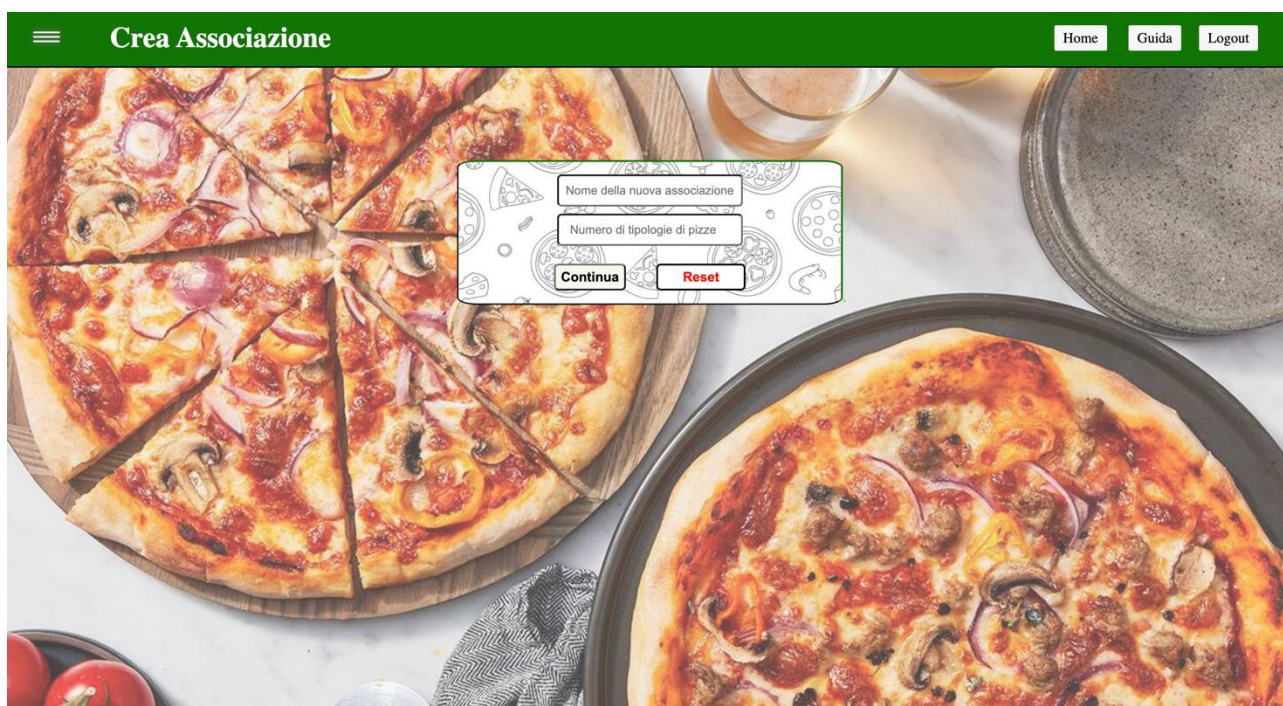 Crea Associazione
Home Guida Logout
Nome della nuova associazione
Numero di tipologie di pizze
Continua Reset